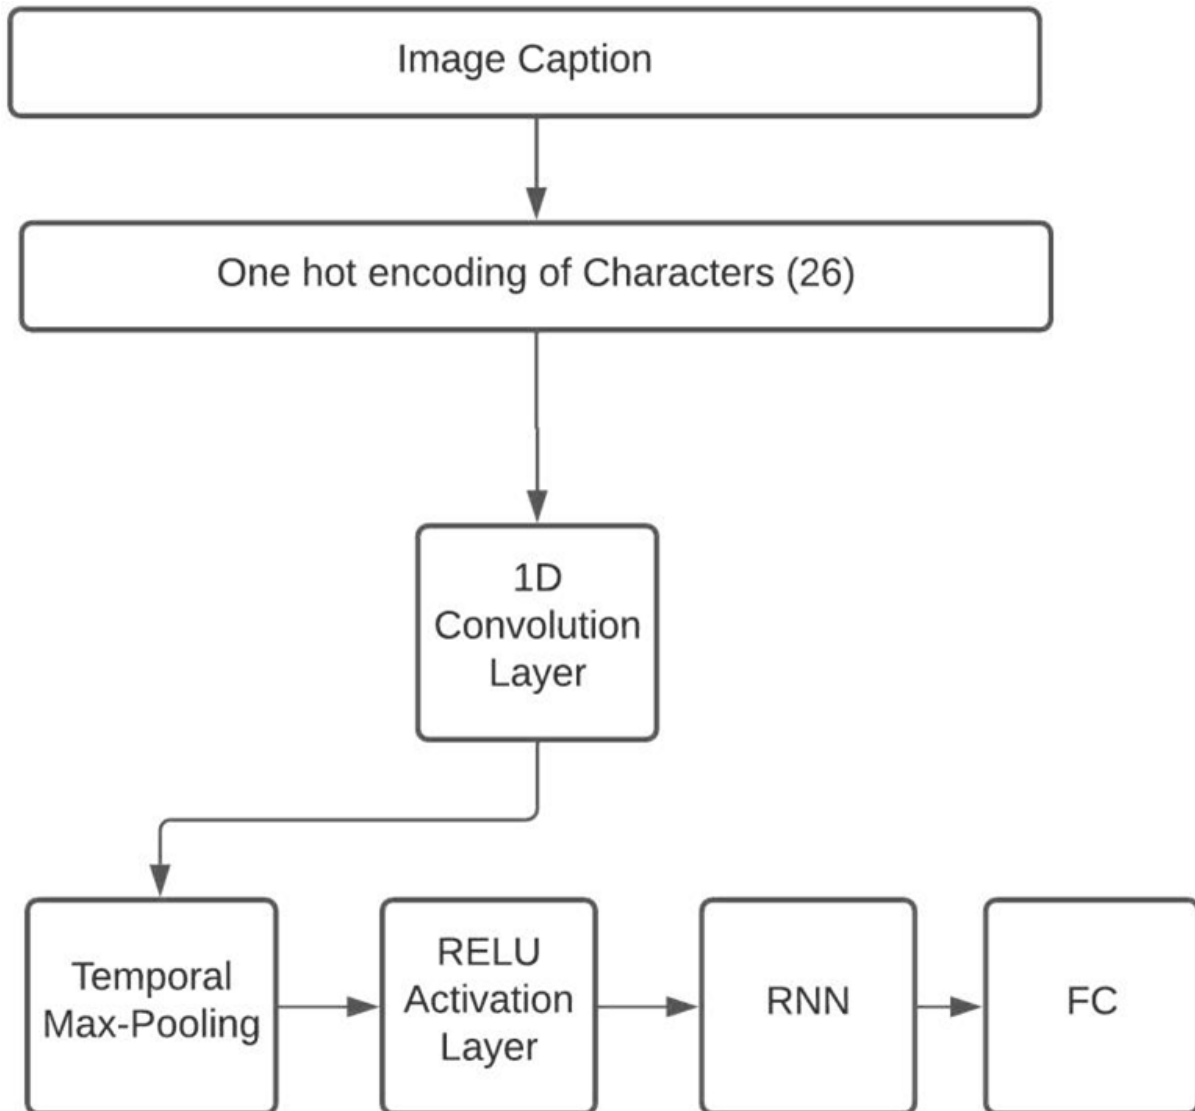 Image Caption
One hot encoding of Characters (26)
1D
Convolution
Layer
Temporal
Max-Pooling
RELU
Activation
Layer
RNN
FC